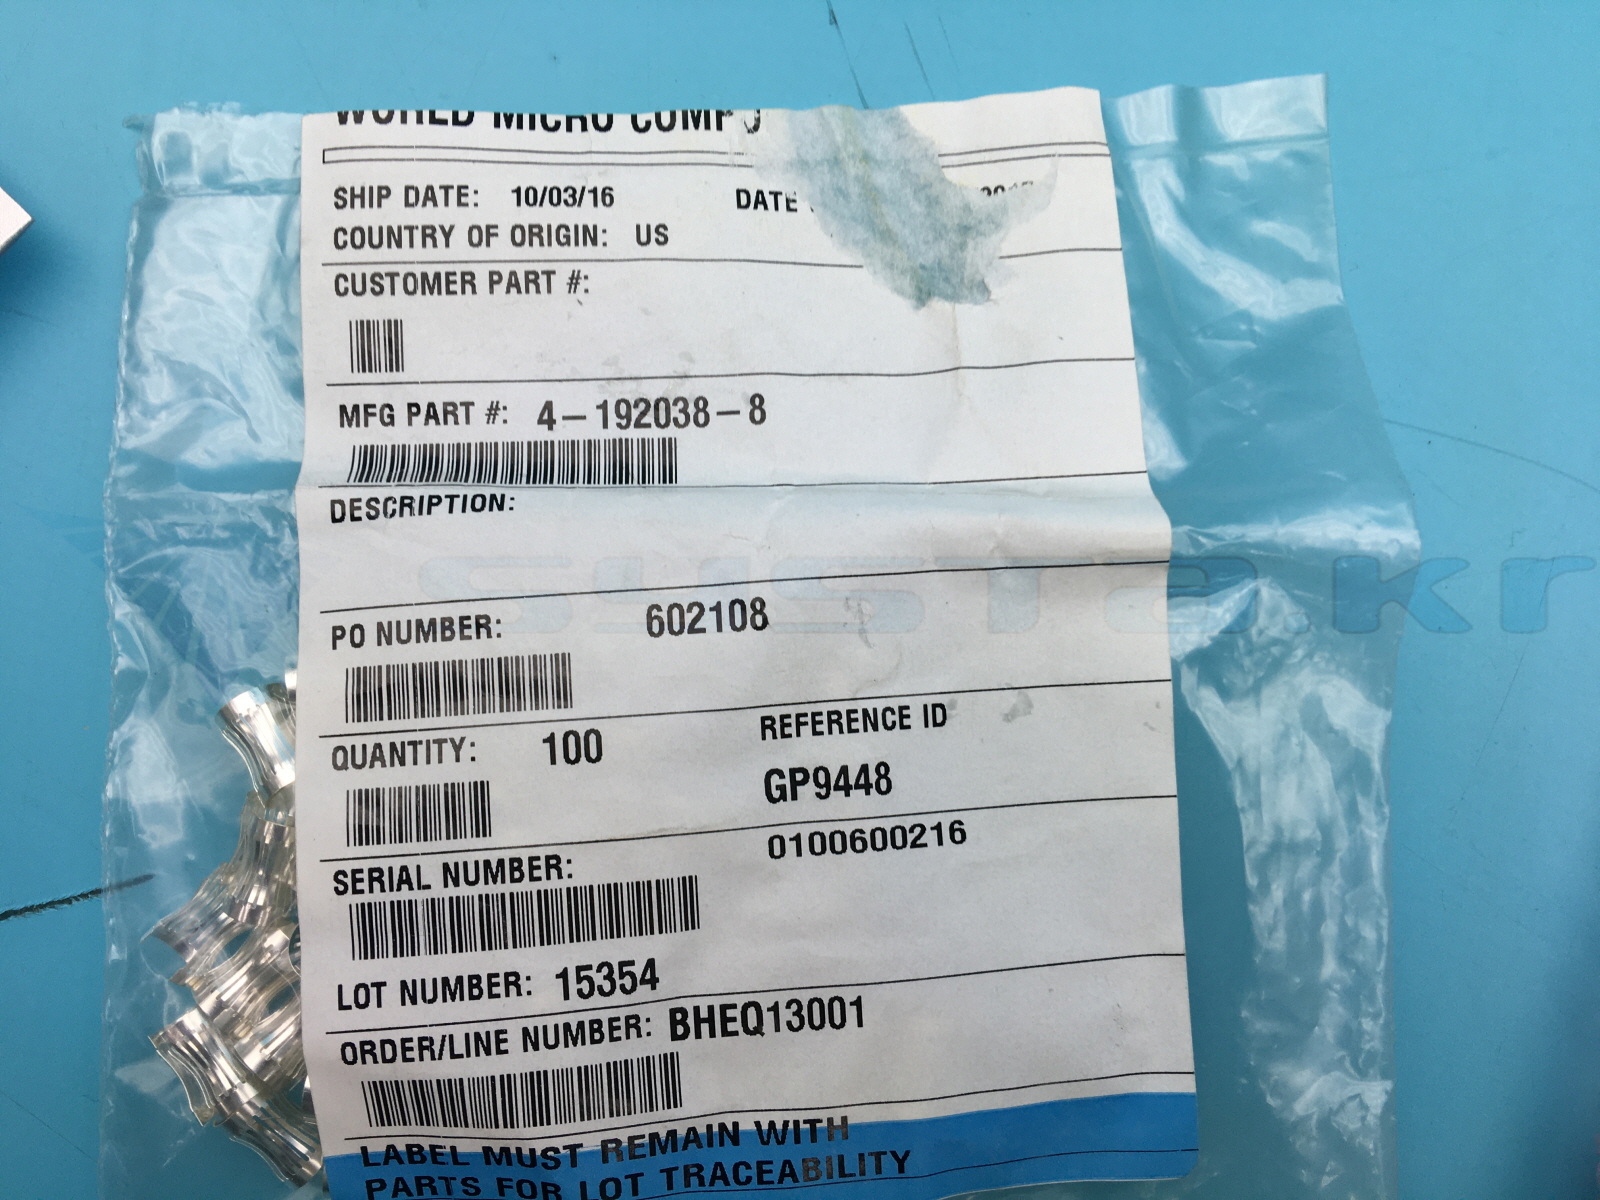 WORLD MICRO
SHIP DATE: 10/03/16 DATE
COUNTRY OF ORIGIN: US
CUSTOMER PART #:
MFG PART #: 4-192038-8
DESCRIPTION:
PO NUMBER: 602108
QUANTITY: 100
REFERENCE ID
GP9448
SERIAL NUMBER: 0100600216
LOT NUMBER: 15354
ORDER/LINE NUMBER: BHEQ13001
LABEL MUST REMAIN WITH
PARTS FOR LOT TRACEABILITY
systa.kr